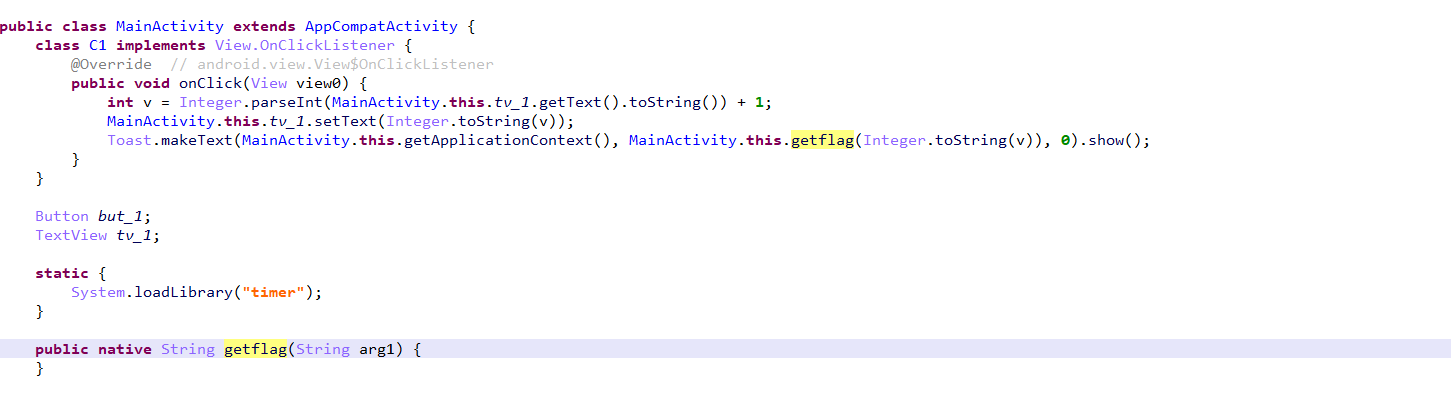 public class MainActivity extends AppCompatActivity {
    class C1 implements View.OnClickListener {
        @Override  // android.view.View$OnClickListener
        public void onClick(View view0) {
            int v = Integer.parseInt(MainActivity.this.tv_1.getText().toString()) + 1;
            MainActivity.this.tv_1.setText(Integer.toString(v));
            Toast.makeText(MainActivity.this.getApplicationContext(), MainActivity.this.getflag(Integer.toString(v)), 0).show();
        }
    }

    Button but_1;
    TextView tv_1;

    static {
        System.loadLibrary("timer");
    }

    public native String getflag(String arg1) {
    }